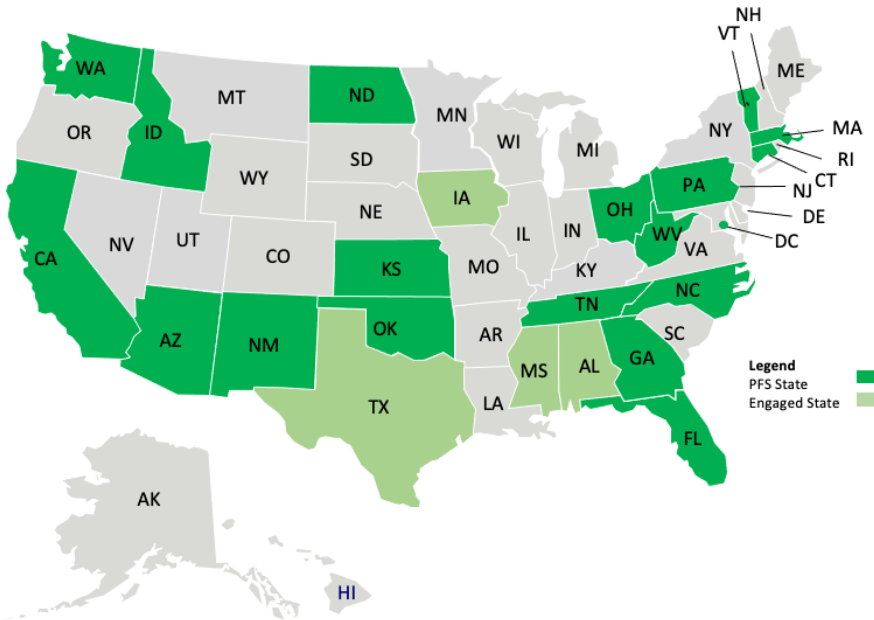 NH
VT
WA
ME
MT
ND
MN
OR
ID
NY
MA
WI
MI
SD
RI
WY
CT
PA
NJ
IA
NE
OH
DE
IL
IN
WV
NV
UT
DC
VA
CO
CA
KS
MO
KY
NC
TN
OK
AZ
NM
AR
SC
GA
MS
AL
Legend
PFS State
LA
TX
Engaged State
FL
AK
HI